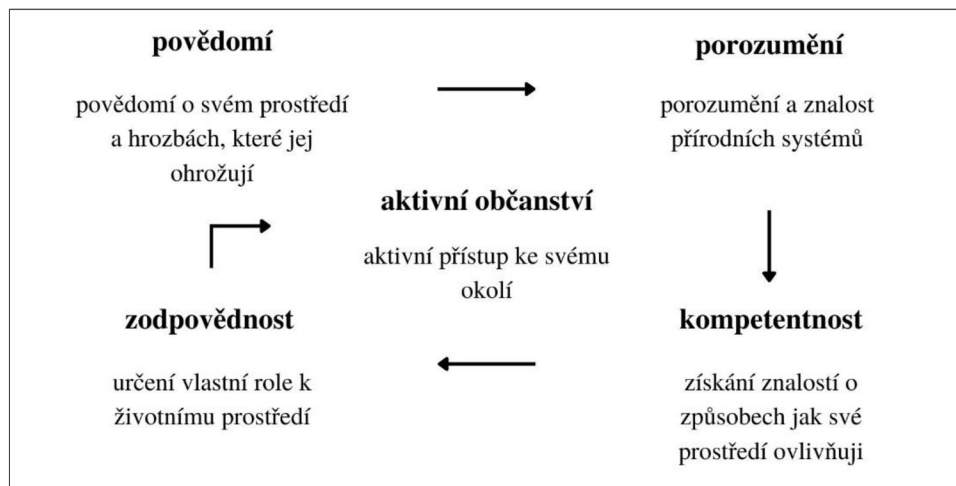 povědomí
povědomí o svém prostředí
a hrozbách, které jej
ohrožují
porozumění
porozumění a znalost
přírodních systémů
aktivní občanství
aktivní přístup ke svému
okolí
zodpovědnost
určení vlastní role k
životnímu prostředí
kompetentnost
získání znalostí o
způsobech jak své
prostředí ovlivňuji